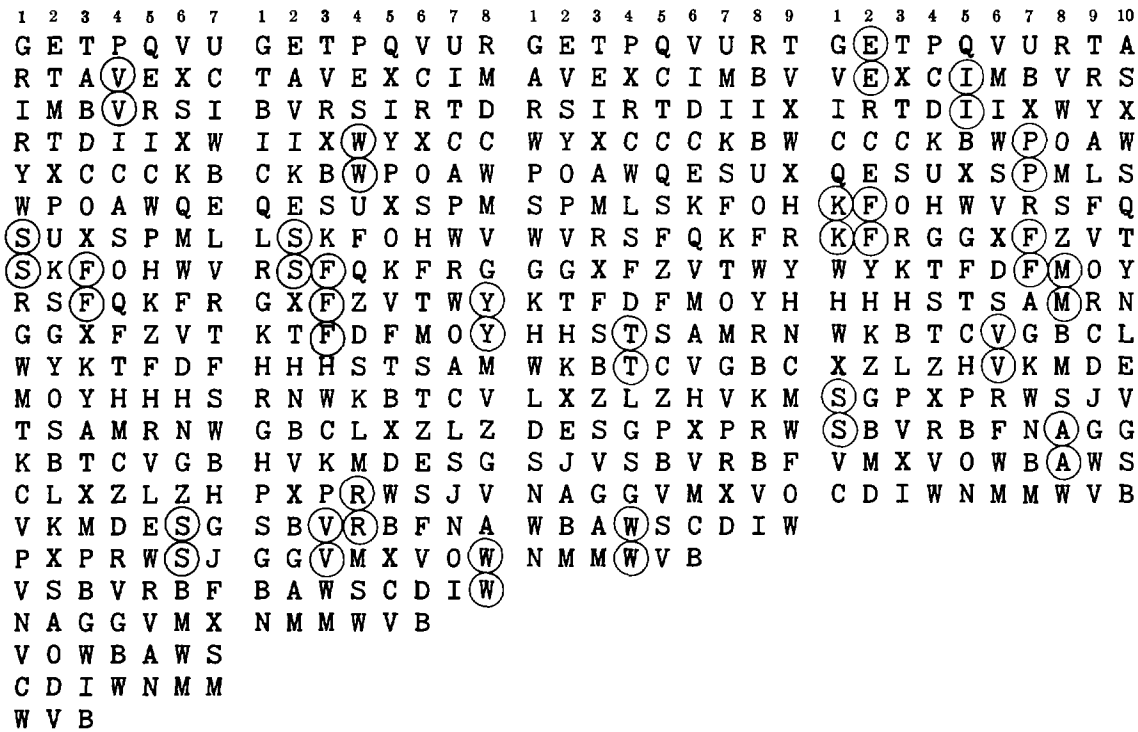 1 2 3 4 5 6 7
G E T P Q V U
R T A V E X C
I M B V R S I
R T D I I X W
Y X C C C K B
W P O A W Q E
S U X S P M L
S K F O H W V
R S F Q K F R
G G X F Z V T
W Y K T F D F
M O Y H H H S
T S A M R N W
K B T C V G B
C L X Z L Z H
V K M D E S G
P X P R W S J
V S B V R B F
N A G G V M X
V O W B A W S
C D I W N M M
W V B
1 2 3 4 5 6 7 8
G E T P Q V U R
T A V E X C I M
B V R S I R T D
I I X W Y X C C
C K B W P O A W
Q E S U X S P M
L S K F O H W V
R S F Q K F R G
G X F Z V T W Y
K T F D F M O Y
H H H S T S A M
R N W K B T C V
G B C L X Z L Z
H V K M D E S G
P X P R W S J V
S B V R B F N A
G G V M X V O W
B A W S C D I W
N M M W V B
1 2 3 4 5 6 7 8 9
G E T P Q V U R T
A V E X C I M B V
R S I R T D I I X
W Y X C C C K B W
P O A W Q E S U X
S P M L S K F O H
W V R S F Q K F R
G G X F Z V T W Y
K T F D F M O Y H
H H S T S A M R N
W K B T C V G B C
L X Z L Z H V K M
D E S G P X P R W
S J V S B V R B F
N A G G V M X V O
W B A W S C D I W
N M M W V B
1 2 3 4 5 6 7 8 9 10
G E T P Q V U R T A
V E X C I M B V R S
I R T D I I X W Y X
C C C K B W P O A W
Q E S U X S P M L S
K F O H W V R S F Q
K F R G G X F Z V T
W Y K T F D F M O Y
H H H S T S A M R N
W K B T C V G B C L
X Z L Z H V K M D E
S G P X P R W S J V
S B V R B F N A G G
V M X V O W B A W S
C D I W N M M W V B